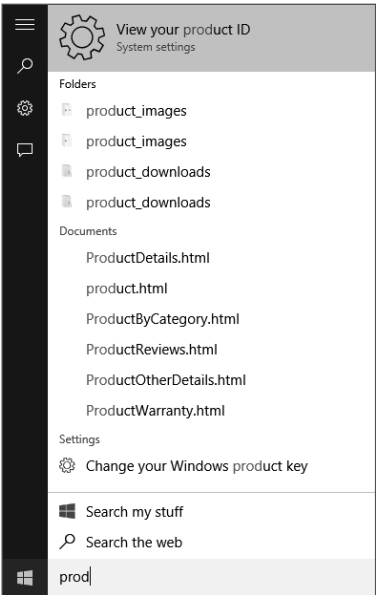 View your product ID
System settings
Folders
product_images
product_images
product_downloads
product_downloads
Documents
ProductDetails.html
product.html
ProductByCategory.html
ProductReviews.html
ProductOtherDetails.html
ProductWarranty.html
Settings
Change your Windows product key
Search my stuff
Search the web
prod